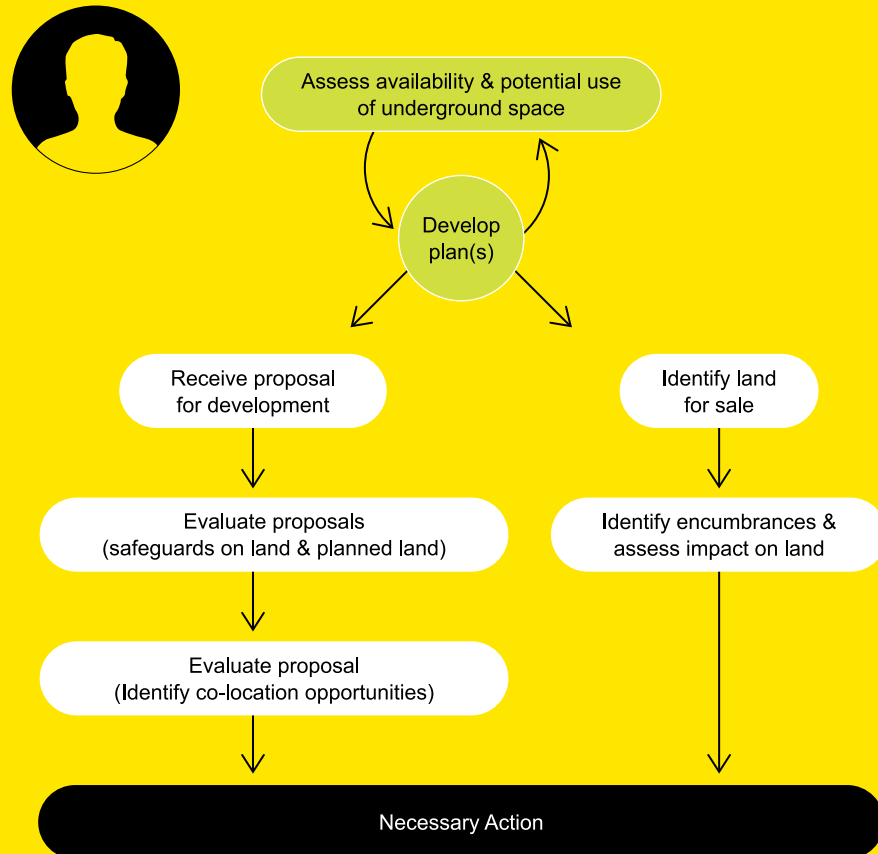 Assess availability & potential use
of underground space
Develop
plan(s)
Receive proposal
for development
Identify land
for sale
Evaluate proposals
(safeguards on land & planned land)
Identify encumbrances &
assess impact on land
Evaluate proposal
(Identify co-location opportunities)
Necessary Action